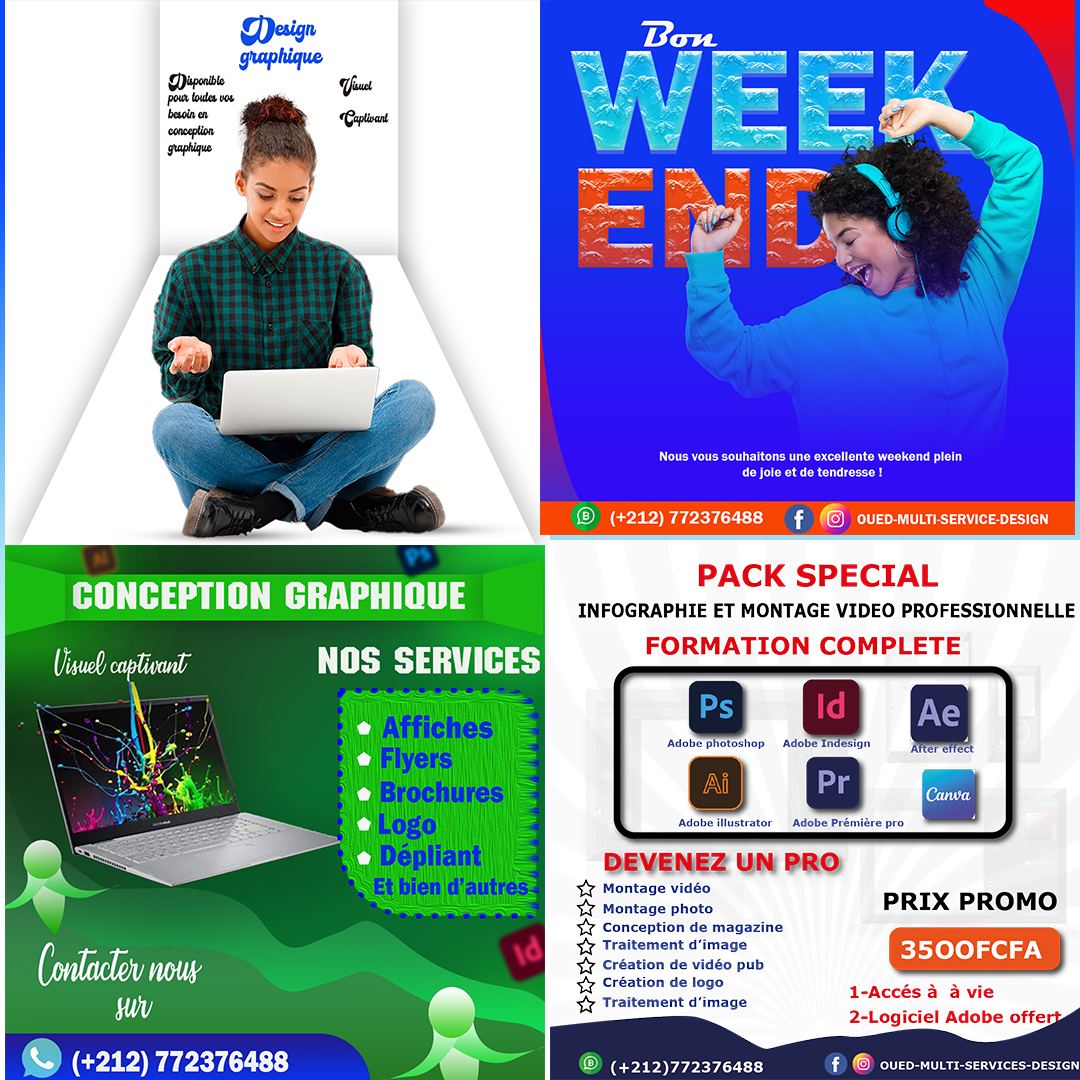 Design
graphique
Disponible
pour toutes vos
besoin en
conception
graphique
Visuel
Captivant
Bon
WEEK
END
Nous vous souhaitons une excellente weekend plein
de joie et de tendresse !
(+212) 772376488
OUED-MULTI-SERVICE-DESIGN
Ai
Ps
CONCEPTION GRAPHIQUE
Visuel captivant
NOS SERVICES
Affiches
Flyers
Brochures
Logo
Dépliant
Et bien d'autres
Id
Contacter nous
sur
(+212) 772376488
PACK SPECIAL
INFOGRAPHIE ET MONTAGE VIDEO PROFESSIONNELLE
FORMATION COMPLETE
Ps Id Ae
Adobe photoshop Adobe Indesign After effect
Ai Pr Canva
Adobe illustrator Adobe Prémière pro
DEVENEZ UN PRO
Montage vidéo
Montage photo
Conception de magazine
Traitement d'image
Création de vidéo pub
Création de logo
Traitement d'image
PRIX PROMO
3500FCFA
1-Accés à à vie
2-Logiciel Adobe offert
(+212)772376488
OUED-MULTI-SERVICES-DESIGN